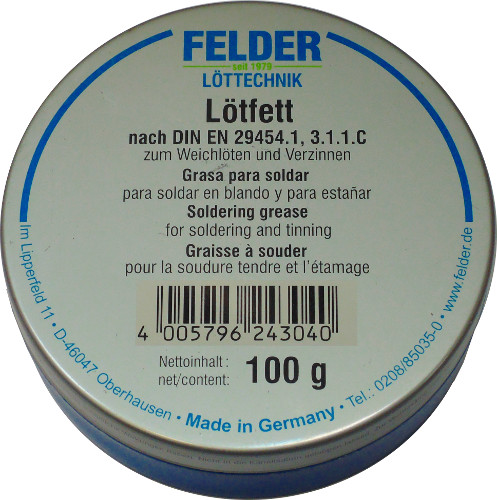 FELDER
seit 1979
LÖTTECHNIK
Lötfett
nach DIN EN 29454.1, 3.1.1.C
zum Weichlöten und Verzinnen
Grasa para soldar
para soldar en blando y para estañar
Soldering grease
for soldering and tinning
Graisse à souder
pour la soudure tendre et l'étamage
4 005796 243040
Nettoinhalt :
net/content: 100 g
Im Lipperfeld 11 • D-46047 Oberhausen • Made in Germany • Tel.: 0208/85035-0 • www.felder.de